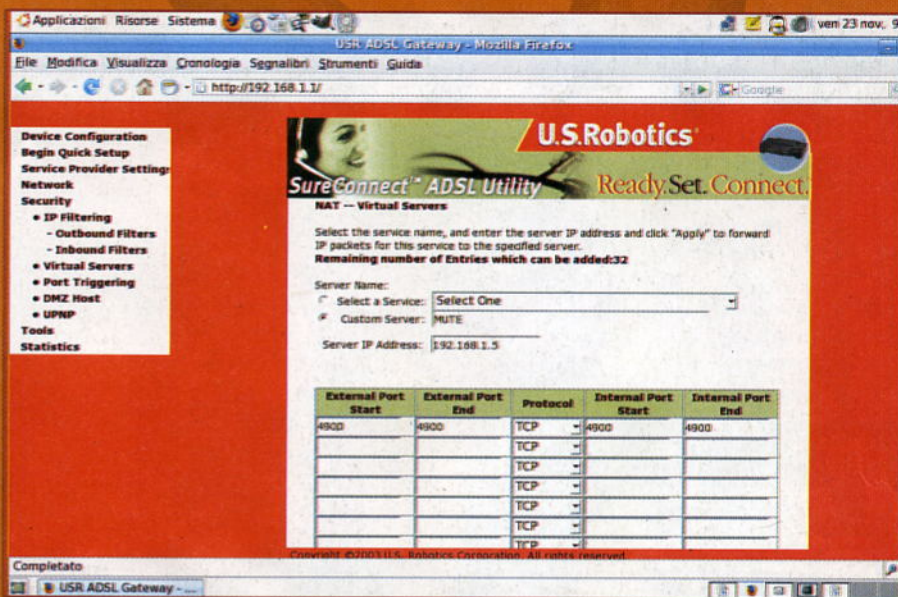 Applicazioni Risorse Sistema
ven 23 nov, 9
USR ADSL Gateway - Mozilla Firefox
File Modifica Visualizza Cronologia Segnalibri Strumenti Guida
http://192.168.1.1/
Google
Device Configuration
Begin Quick Setup
Service Provider Settings
Network
Security
• IP Filtering
- Outbound Filters
- Inbound Filters
• Virtual Servers
• Port Triggering
• DMZ Host
• UPNP
Tools
Statistics
U.S.Robotics
SureConnect™ ADSL Utility
Ready.Set.Connect.
NAT -- Virtual Servers
Select the service name, and enter the server IP address and click "Apply" to forward
IP packets for this service to the specified server.
Remaining number of Entries which can be added:32
Server Name:
Select a Service: Select One
Custom Server: MUTE
Server IP Address: 192.168.1.5
External Port Start External Port End Protocol Internal Port Start Internal Port End
4900 4900 TCP 4900 4900
TCP
TCP
TCP
TCP
TCP
TCP
Copyright ©2003 U.S. Robotics Corporation. All rights reserved.
Completato
USR ADSL Gateway - ...